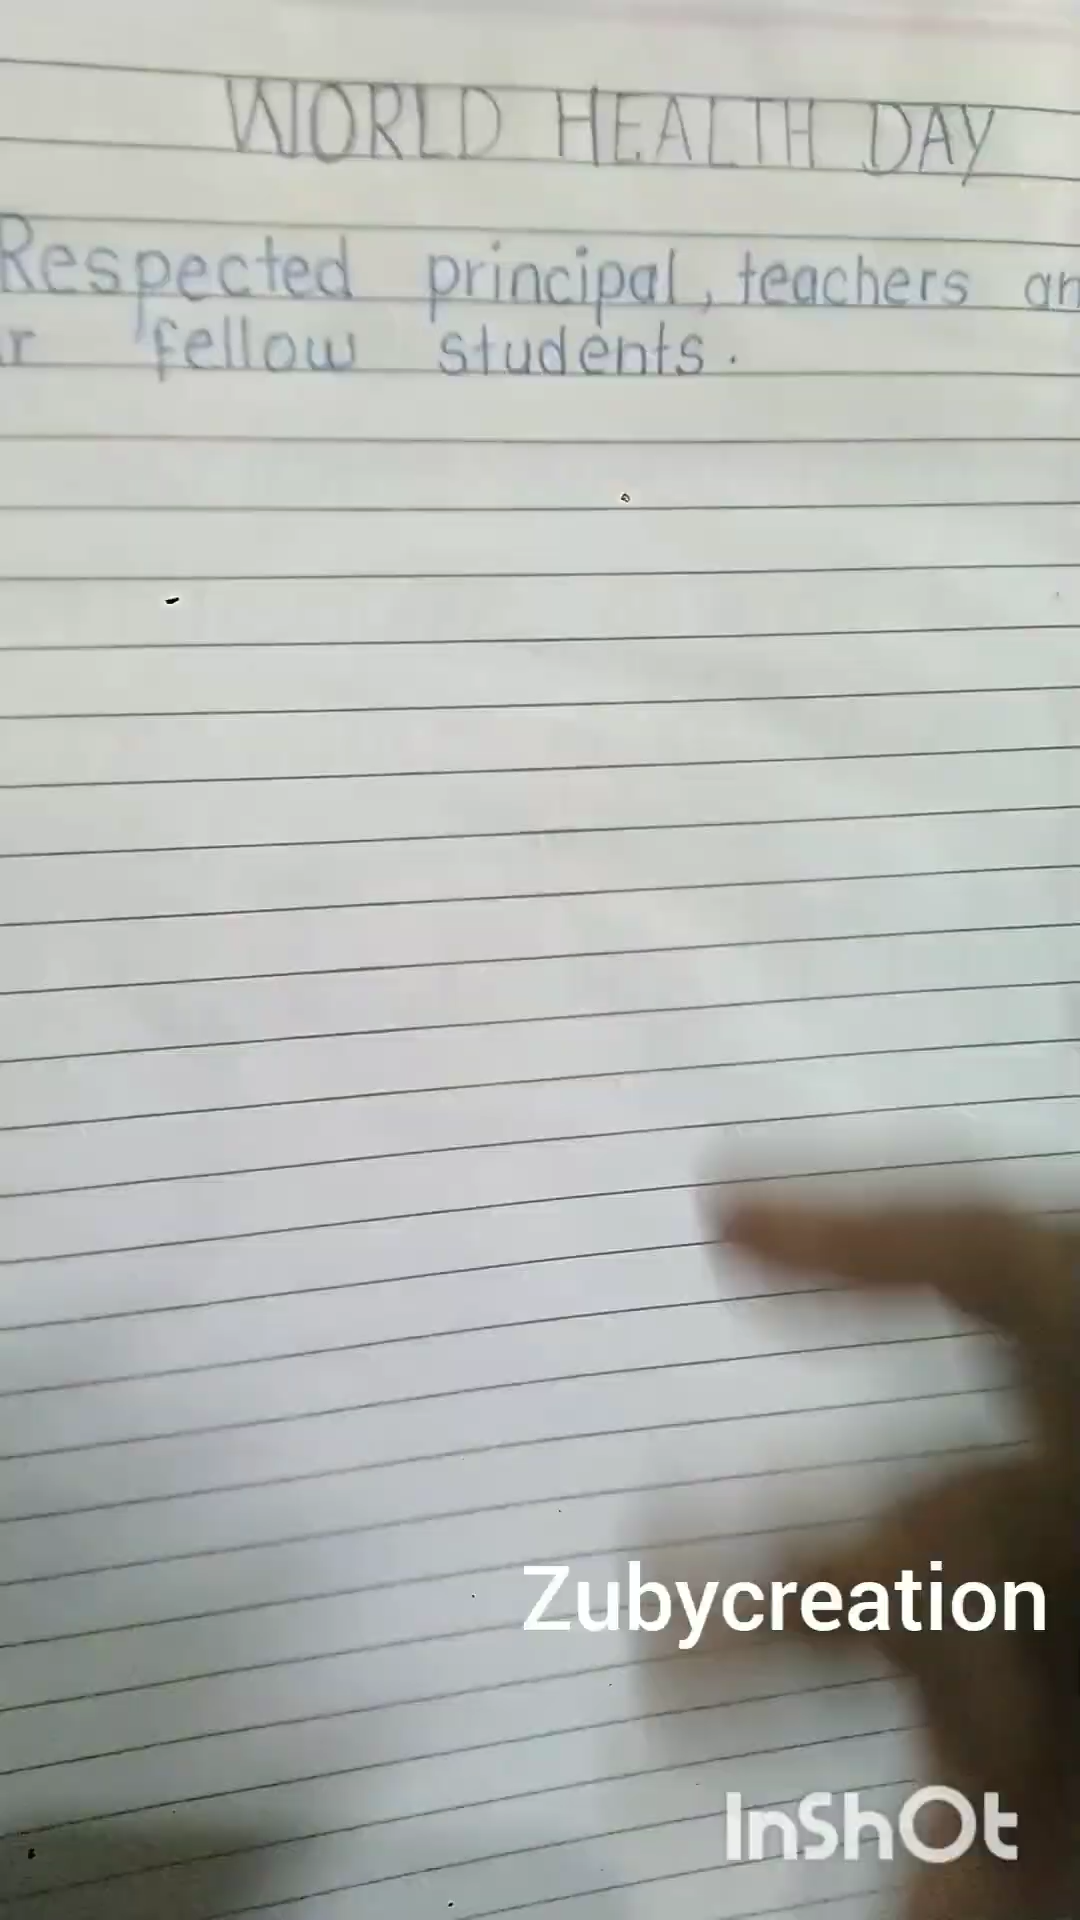 WORLD HEALTH DAY
Respected principal, teachers an
r fellow students.
Zubycreation
InShOt